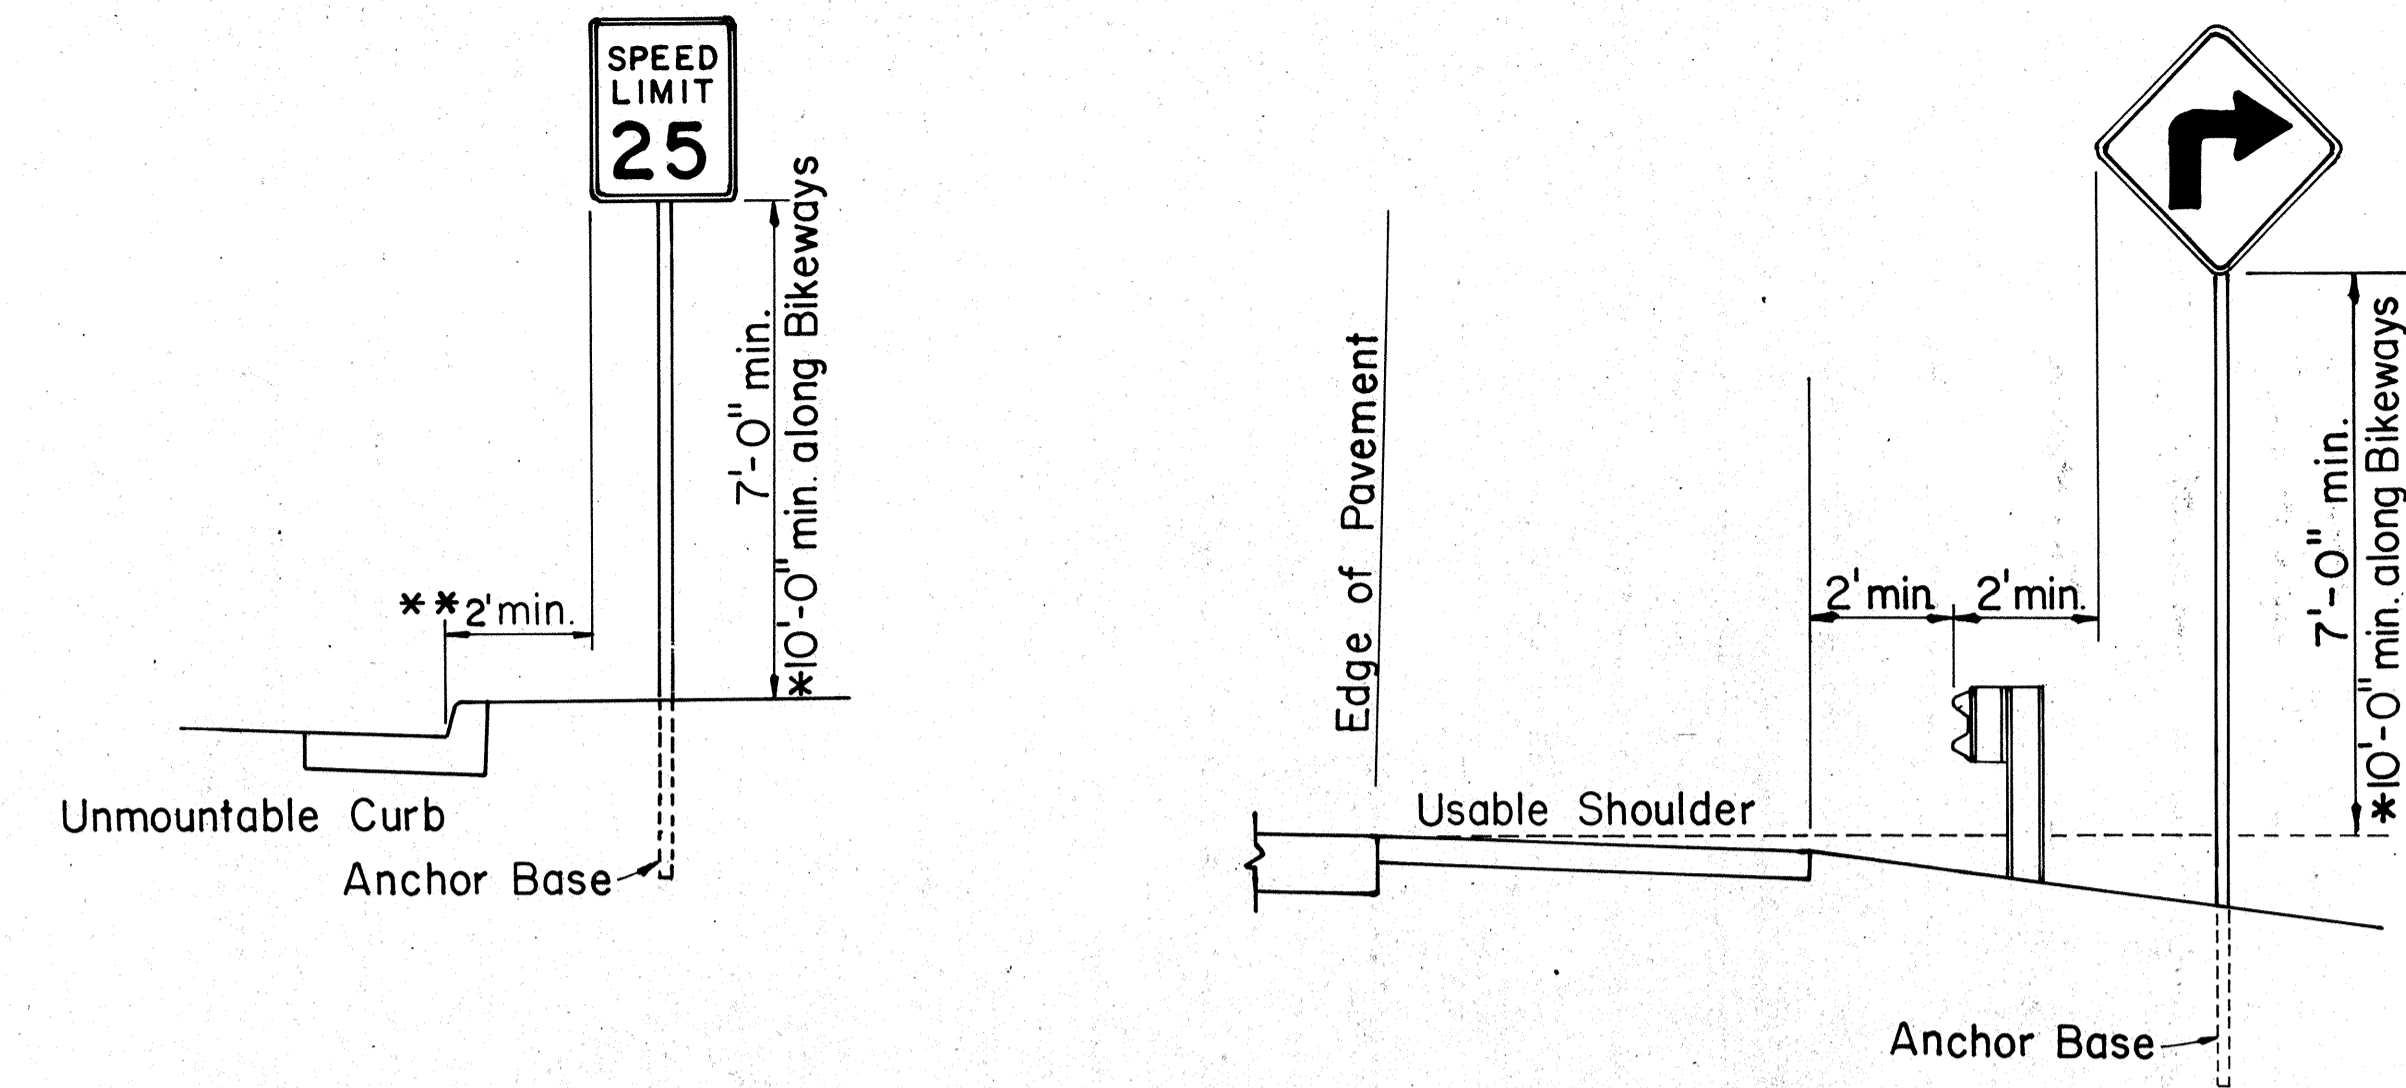 SPEED
LIMIT
25
7'-0" min.
*10'-0" min. along Bikeways
**2' min.
Unmountable Curb
Anchor Base
Edge of Pavement
Usable Shoulder
2' min
2' min.
7'-0" min.
*10'-0" min. along Bikeways
Anchor Base